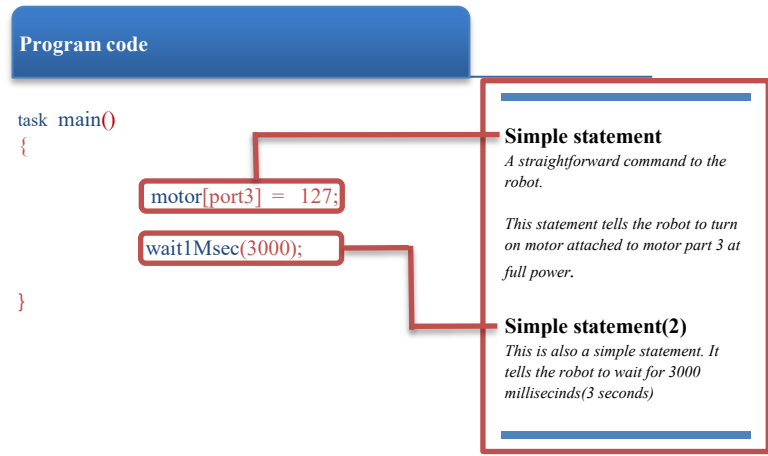 Program code
task main()
{
motor[port3] = 127;
wait1Msec(3000);
}
Simple statement
A straightforward command to the
robot.
This statement tells the robot to turn
on motor attached to motor part 3 at
full power.
Simple statement(2)
This is also a simple statement. It
tells the robot to wait for 3000
millisecinds(3 seconds)